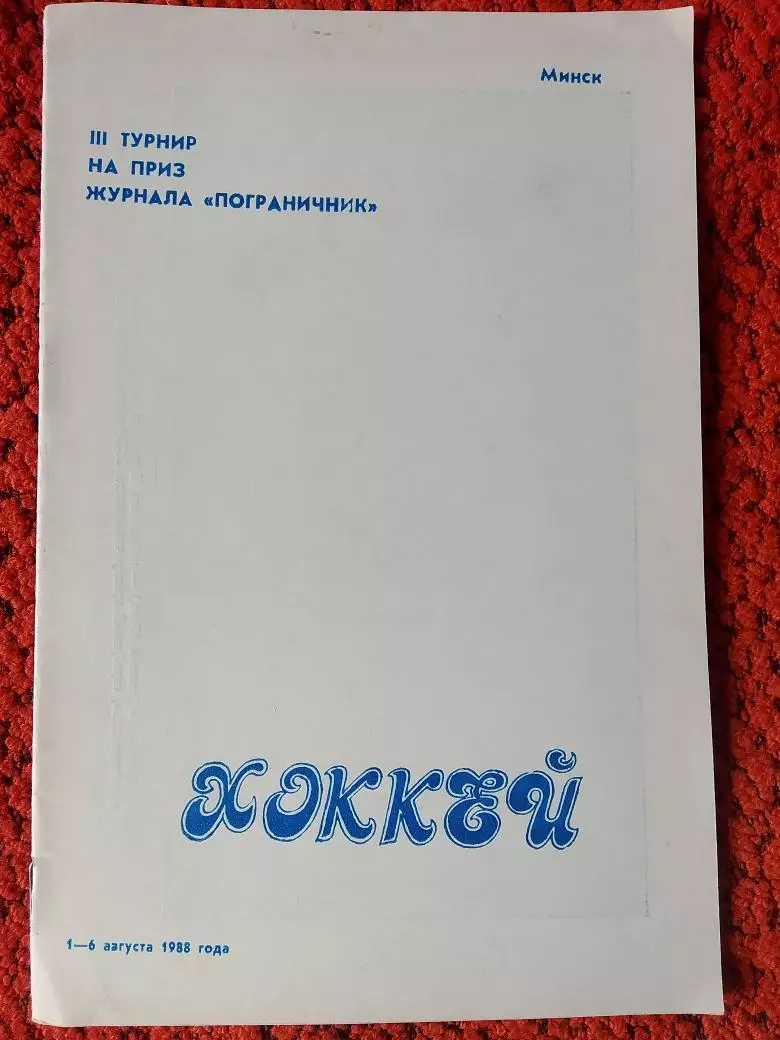 Минск
III ТУРНИР
НА ПРИЗ
ЖУРНАЛА «ПОГРАНИЧНИК»
ХОККЕЙ
1—6 августа 1988 года